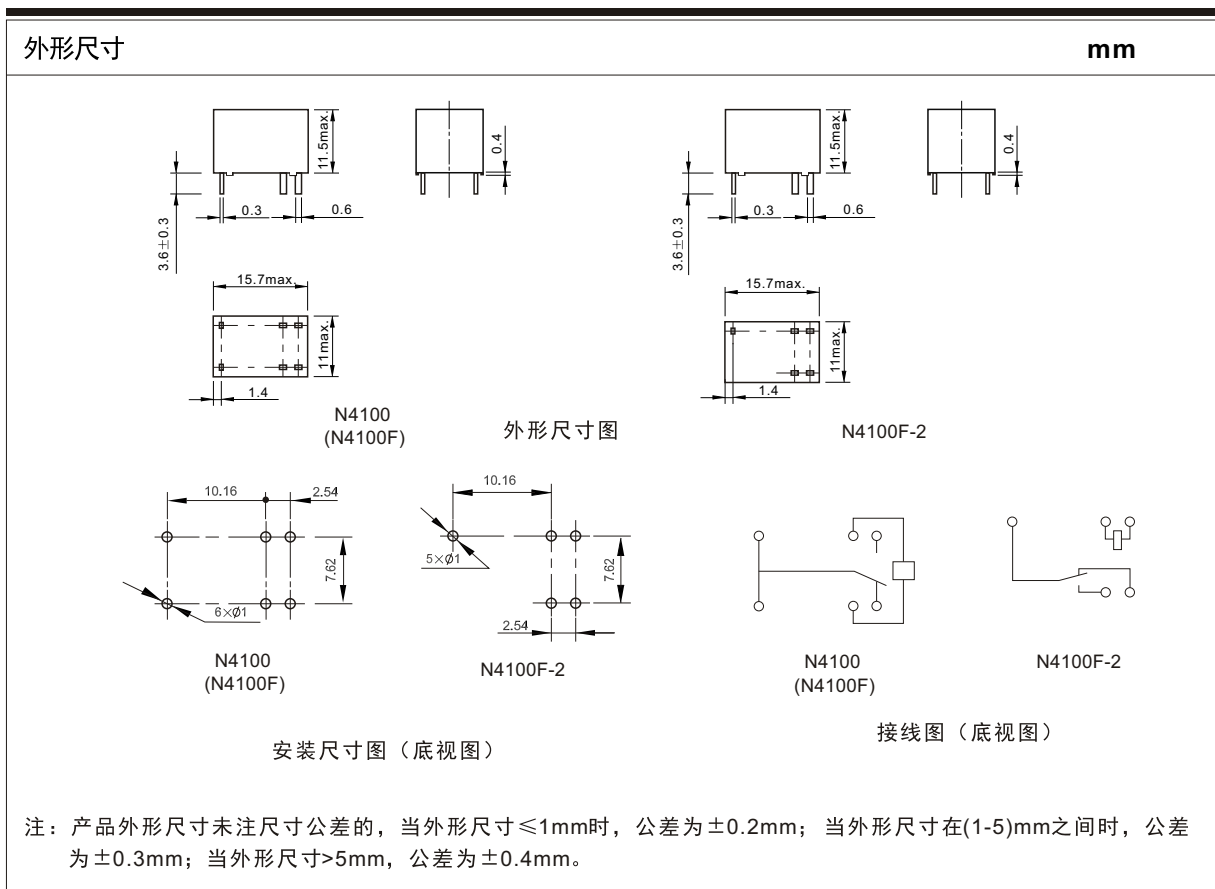 外形尺寸 mm
11.5max.
0.4
3.6±0.3
0.3
0.6
11.5max.
0.4
3.6±0.3
0.3
0.6
15.7max.
11max.
1.4
15.7max.
11max.
1.4
N4100
(N4100F)
外形尺寸图
N4100F-2
10.16
2.54
7.62
6×Ø1
10.16
5×Ø1
7.62
2.54
N4100
(N4100F)
N4100F-2
N4100
(N4100F)
N4100F-2
安装尺寸图（底视图）
接线图（底视图）
注：产品外形尺寸未注尺寸公差的，当外形尺寸≤1mm时，公差为±0.2mm；当外形尺寸在(1-5)mm之间时，公差
为±0.3mm；当外形尺寸>5mm，公差为±0.4mm。